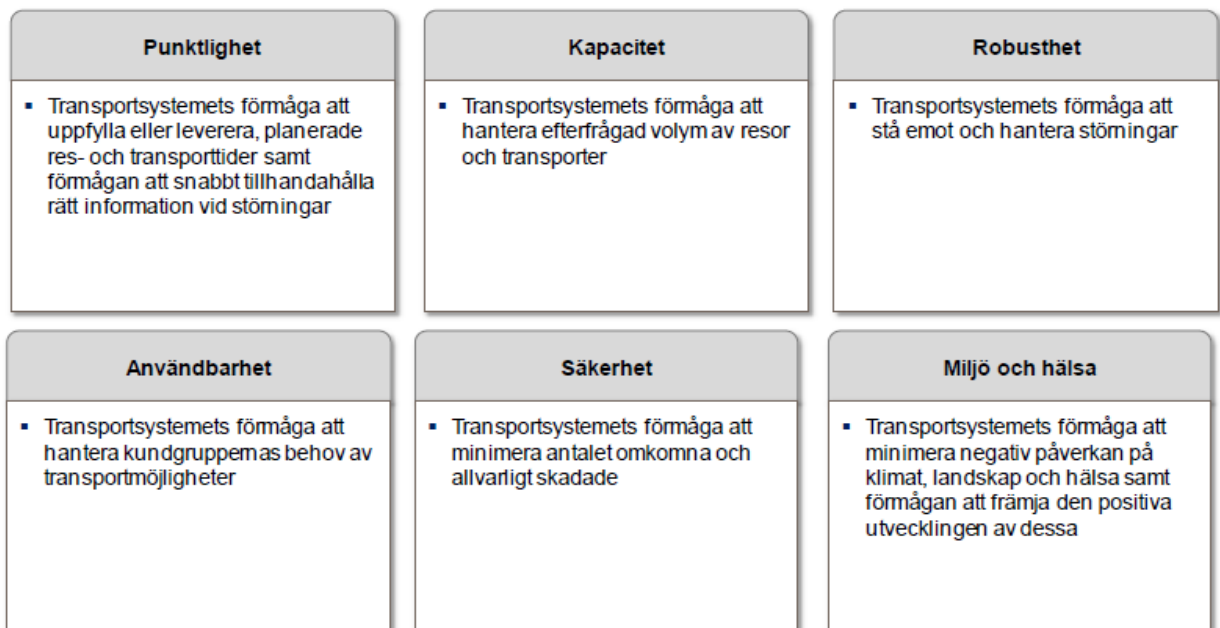 Punktlighet
▪ Transportsystemets förmåga att
uppfylla eller leverera, planerade
res- och transporttider samt
förmågan att snabbt tillhandahålla
rätt information vid störningar
Kapacitet
▪ Transportsystemets förmåga att
hantera efterfrågad volym av resor
och transporter
Robusthet
▪ Transportsystemets förmåga att
stå emot och hantera störningar
Användbarhet
▪ Transportsystemets förmåga att
hantera kundgruppernas behov av
transportmöjligheter
Säkerhet
▪ Transportsystemets förmåga att
minimera antalet omkomna och
allvarligt skadade
Miljö och hälsa
▪ Transportsystemets förmåga att
minimera negativ påverkan på
klimat, landskap och hälsa samt
förmågan att främja den positiva
utvecklingen av dessa